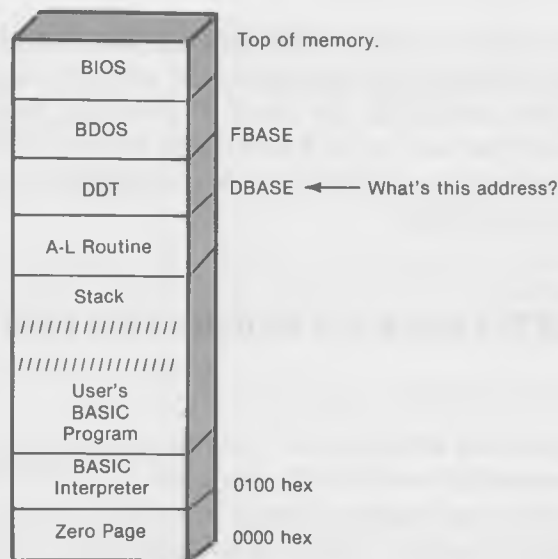 Top of memory.
BIOS
BDOS
FBASE
DDT
DBASE
What's this address?
A-L Routine
Stack
User's
BASIC
Program
BASIC
Interpreter
0100 hex
Zero Page
0000 hex